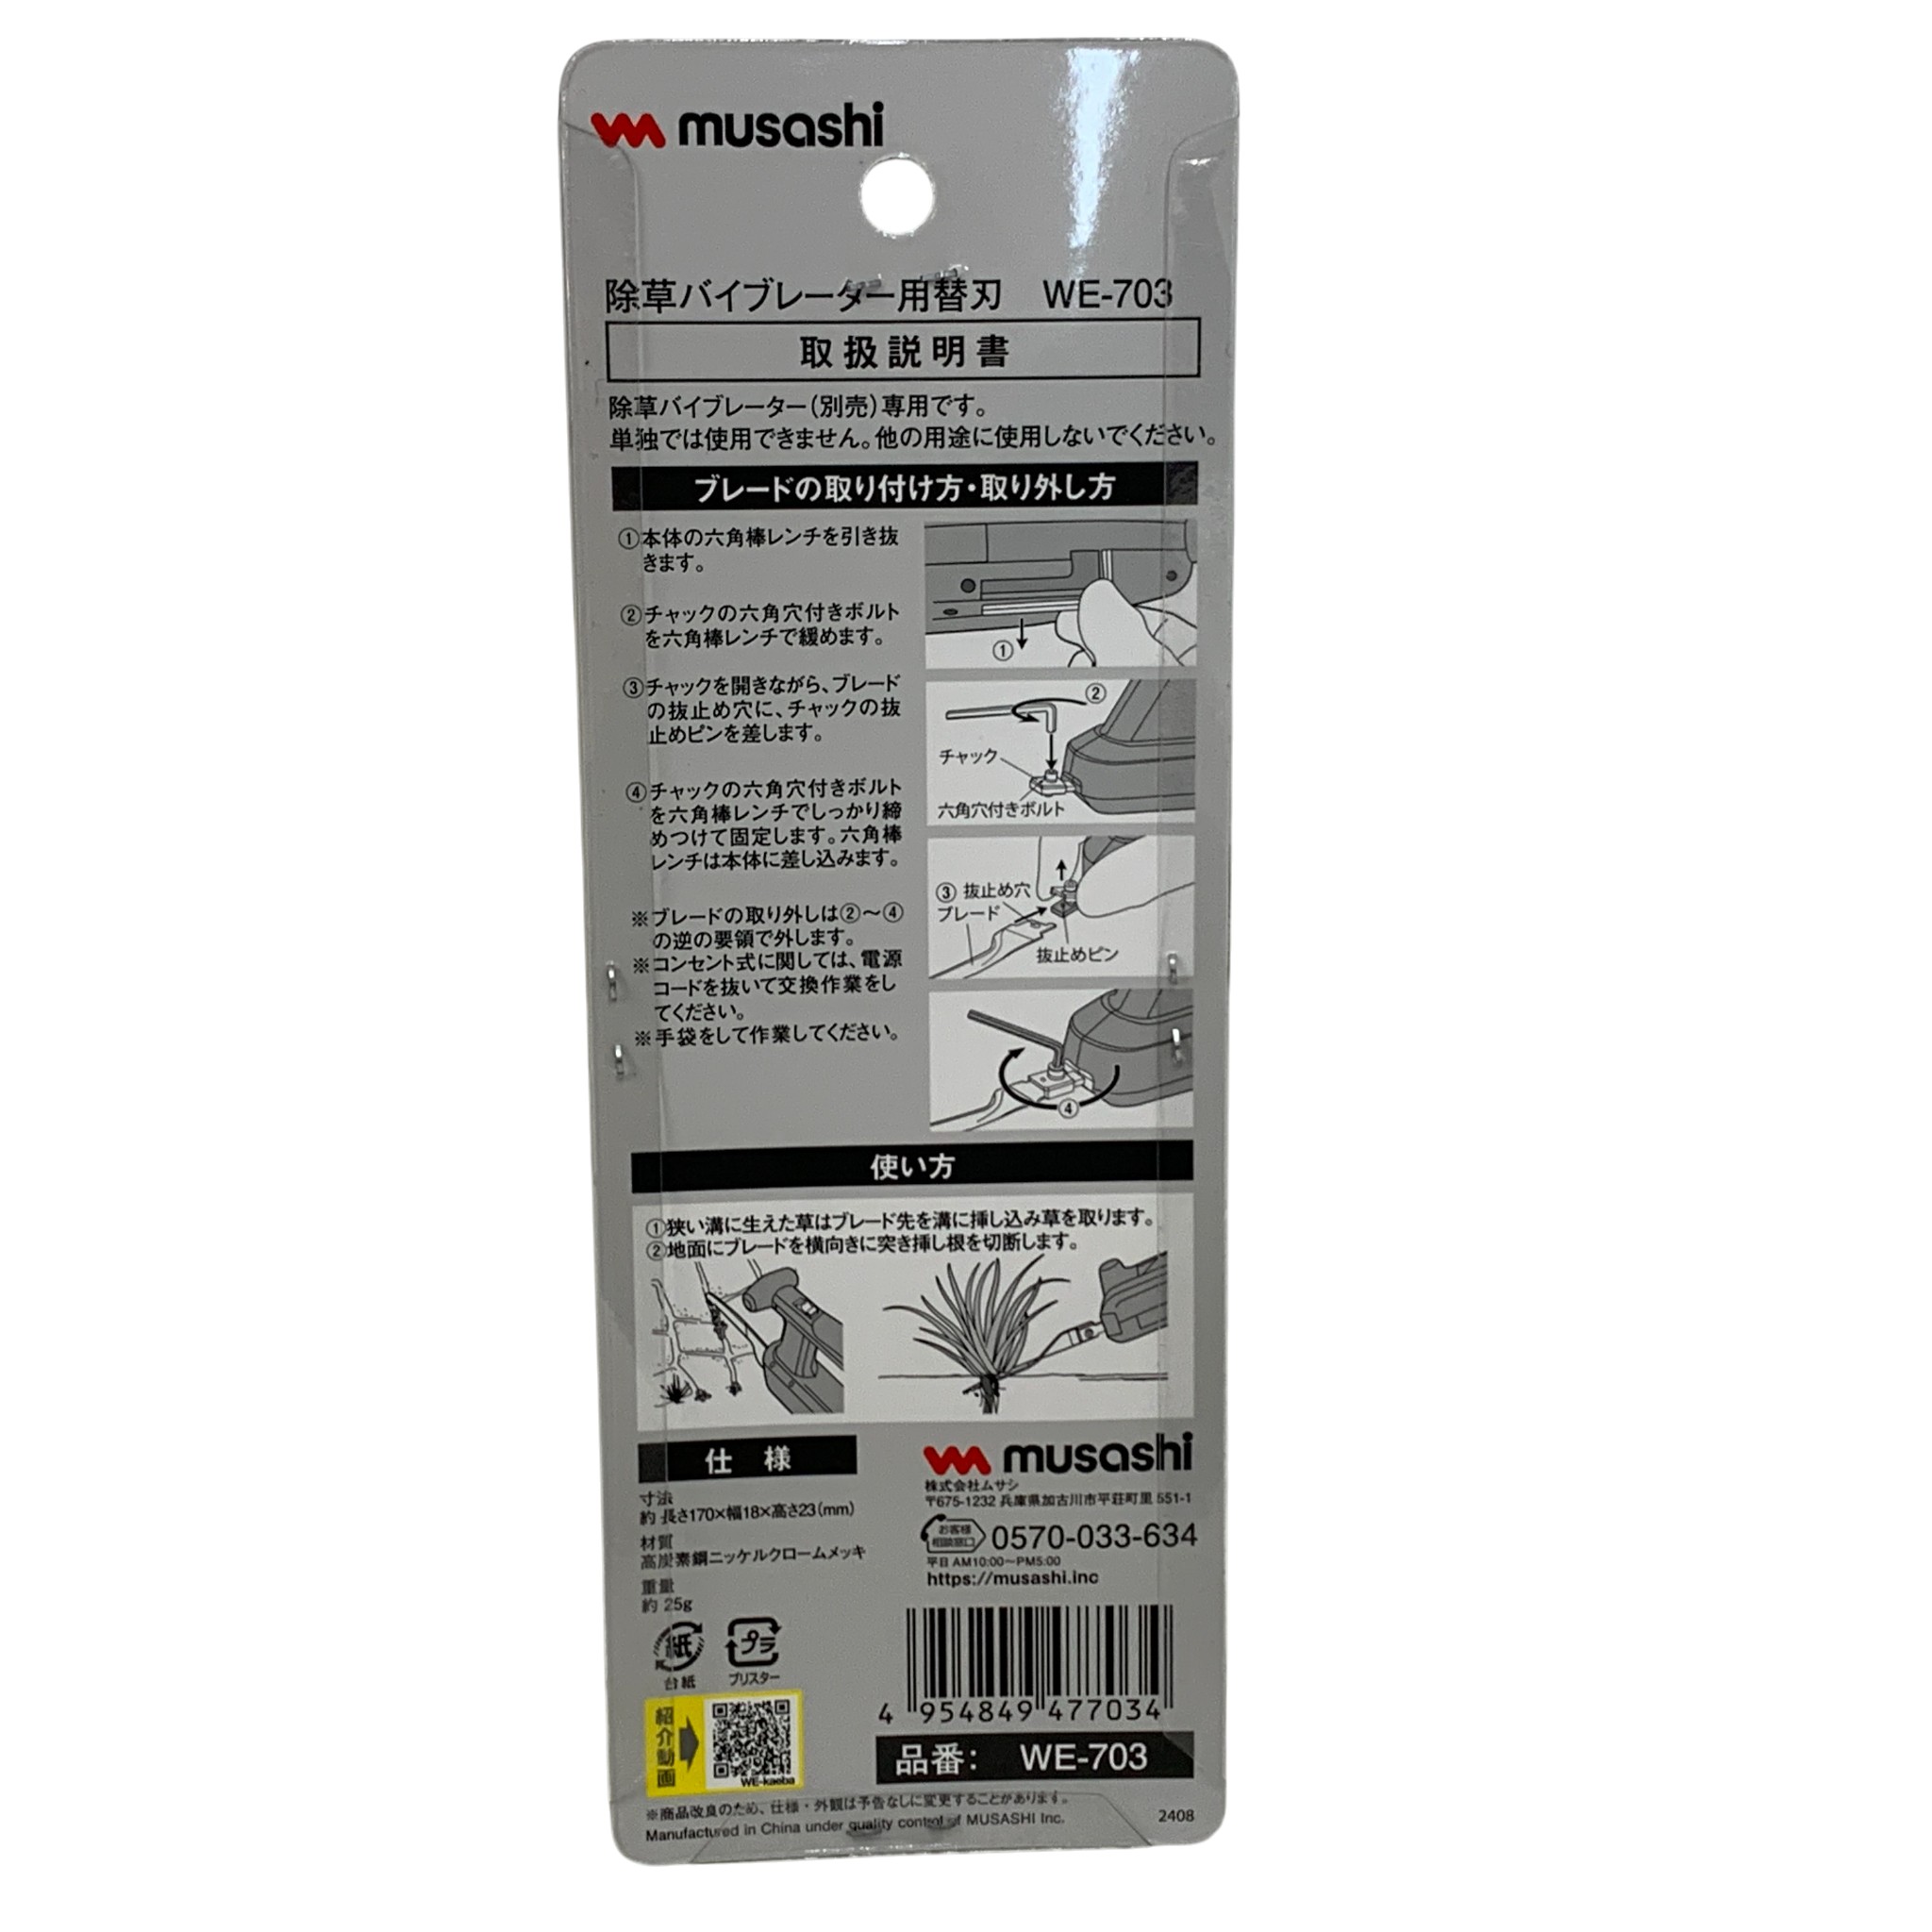 musashi
除草バイブレーター用替刃 WE-703
取扱説明書
除草バイブレーター(別売)専用です。
単独では使用できません。他の用途に使用しないでください。
ブレードの取り付け方・取り外し方
①本体の六角棒レンチを引き抜
きます。
②チャックの六角穴付きボルト
を六角棒レンチで緩めます。
③チャックを開きながら、ブレード
の抜止め穴に、チャックの抜
止めピンを差します。
④チャックの六角穴付きボルト
を六角棒レンチでしっかり締
めつけて固定します。六角棒
レンチは本体に差し込みます。
※ブレードの取り外しは②〜④
の逆の要領で外します。
※コンセント式に関しては、電源
コードを抜いて交換作業をし
てください。
※手袋をして作業してください。
①
②
チャック
六角穴付きボルト
③ 抜止め穴
ブレード
抜止めピン
④
使い方
①狭い溝に生えた草はブレード先を溝に挿し込み草を取ります。
②地面にブレードを横向きに突き挿し根を切断します。
仕 様
寸法
約 長さ170×幅18×高さ23(mm)
材質
高炭素鋼ニッケルクロームメッキ
重量
約 25g
紙
台紙
プラ
ブリスター
紹介動画
WE-kaeba
musashi
株式会社ムサシ
〒675-1232 兵庫県加古川市平荘町里 551-1
お客様
相談窓口
0570-033-634
平日 AM10:00〜PM5:00
https://musashi.inc
4 954849 477034
品番: WE-703
※商品改良のため、仕様・外観は予告なしに変更することがあります。
Manufactured in China under quality control of MUSASHI Inc.
2408